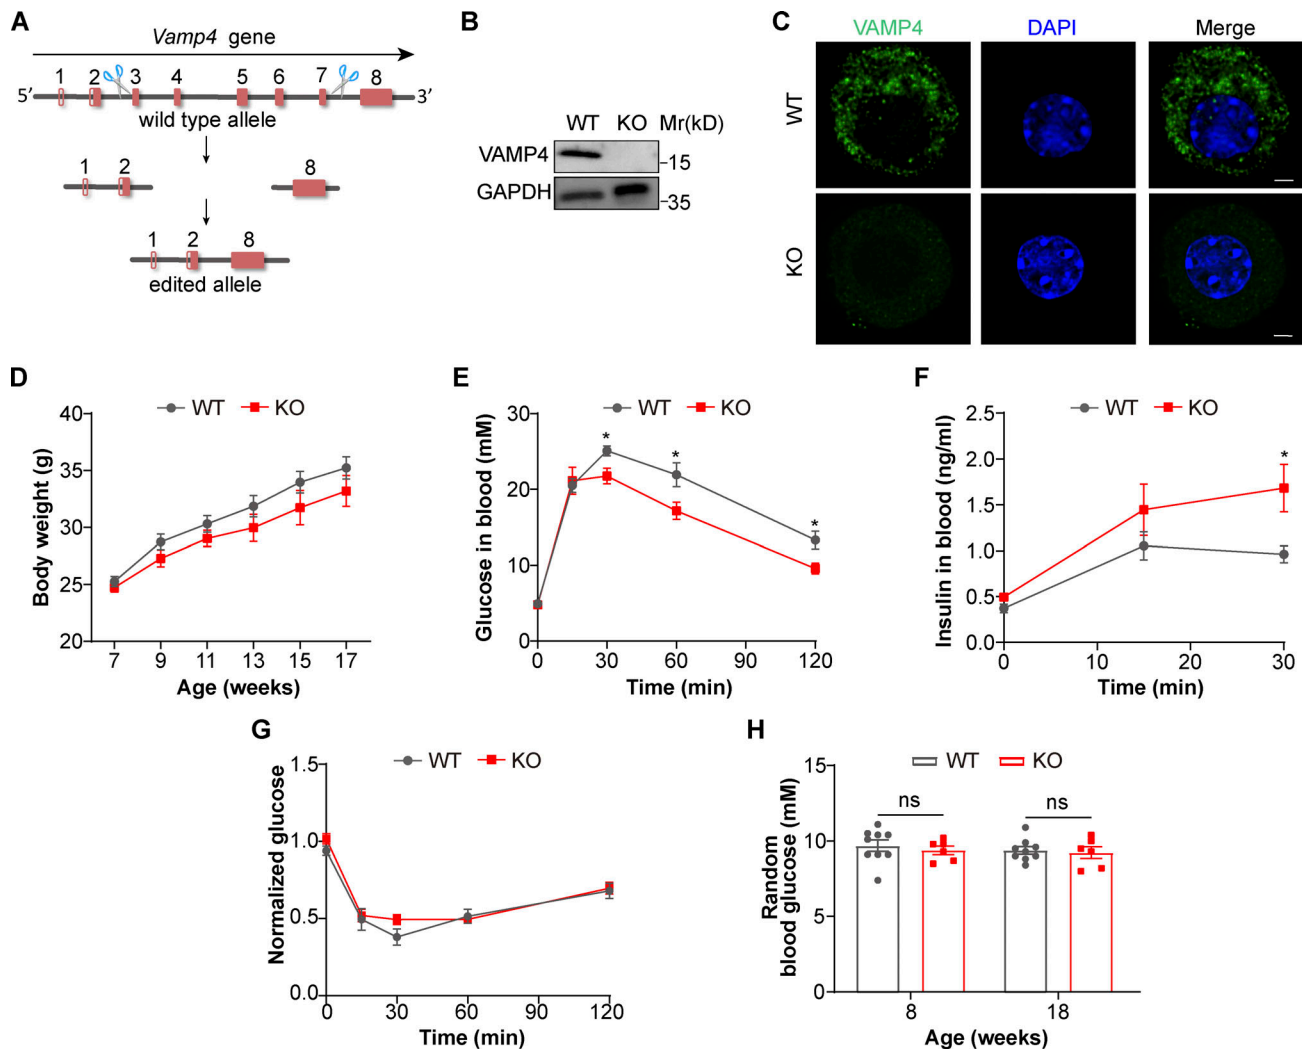 A
Vamp4 gene
1 2 3 4 5 6 7 8
5′ 3′
wild type allele
1 2 8
1 2 8
edited allele
B
WT KO Mr(kD)
VAMP4 –15
GAPDH –35
C
VAMP4 DAPI Merge
WT
KO
D
WT KO
Body weight (g)
40
35
30
25
20
7 9 11 13 15 17
Age (weeks)
E
WT KO
Glucose in blood (mM)
30
20
10
0
* * *
0 30 60 90 120
Time (min)
F
WT KO
Insulin in blood (ng/ml)
2.5
2.0
1.5
1.0
0.5
0.0
*
0 10 20 30
Time (min)
G
WT KO
Normalized glucose
1.5
1.0
0.5
0.0
0 30 60 90 120
Time (min)
H
WT KO
Random
blood glucose (mM)
15
10
5
0
ns ns
8 18
Age (weeks)